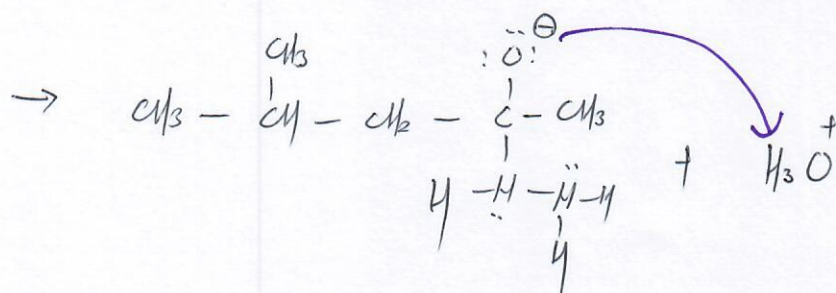 CH3 ⊖
:Ö:
→ CH3 - CH - CH2 - C - CH3
H - N̤ - N̈ - H + H3O+
H